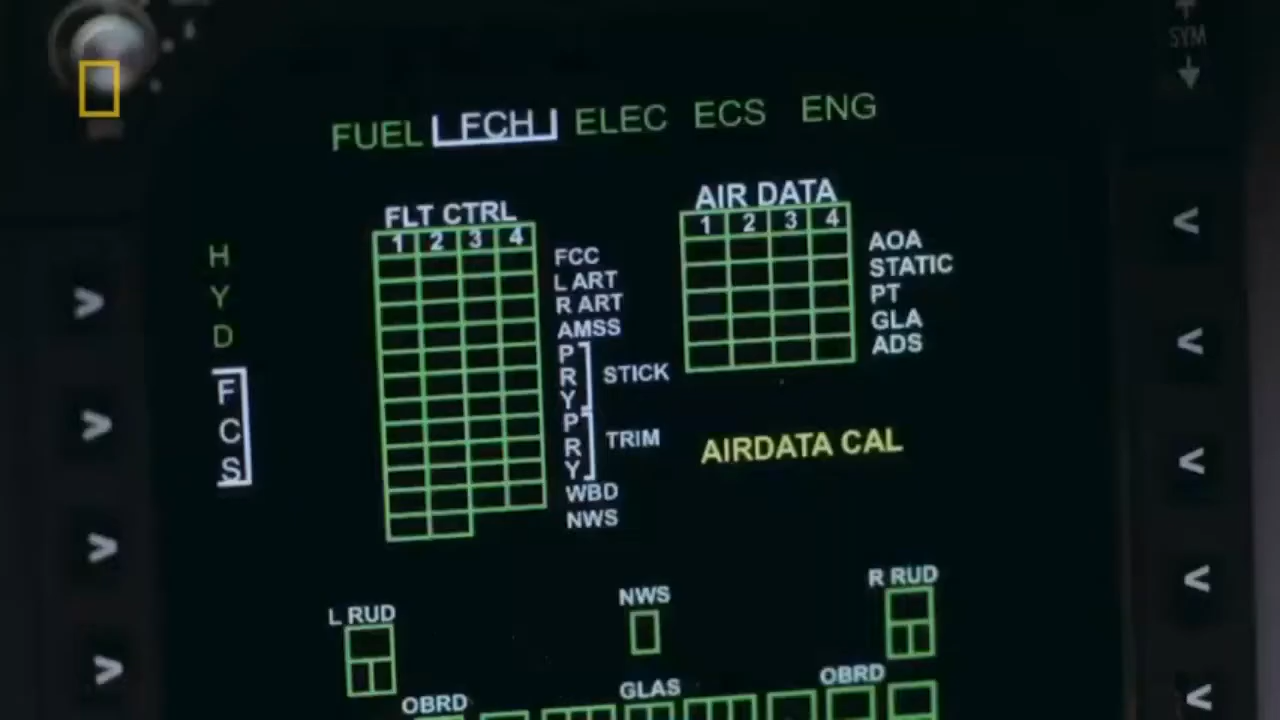 SYM
FUEL FCH ELEC ECS ENG
FLT CTRL
1 2 3 4
FCC
L ART
R ART
AMSS
P
R
Y
STICK
P
R
Y
TRIM
WBD
NWS
AIR DATA
1 2 3 4
AOA
STATIC
PT
GLA
ADS
AIRDATA CAL
H
Y
D
F
C
S
>
>
>
>
<
<
<
<
<
L RUD
NWS
R RUD
OBRD
GLAS
OBRD